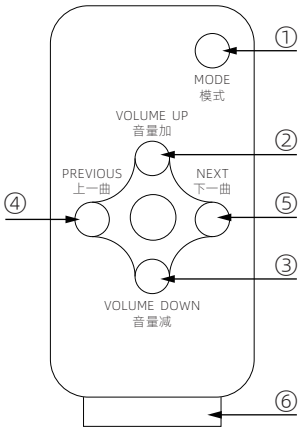 ①
MODE
模式
VOLUME UP
音量加
②
PREVIOUS
上一曲
NEXT
下一曲
④
⑤
③
VOLUME DOWN
音量减
⑥